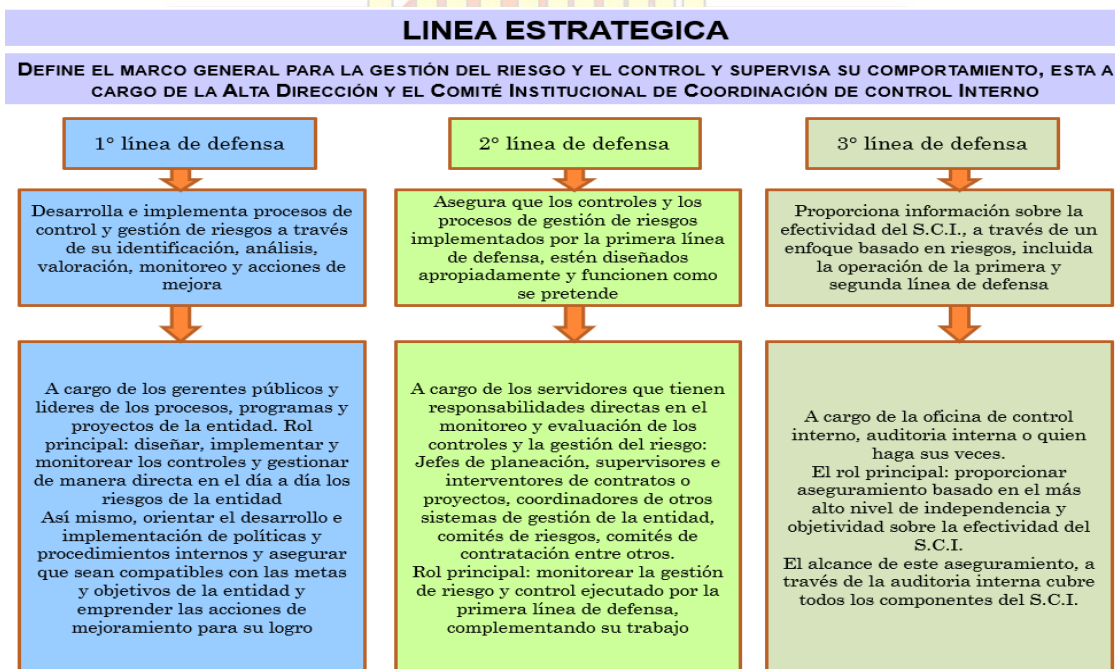 LINEA ESTRATEGICA
DEFINE EL MARCO GENERAL PARA LA GESTIÓN DEL RIESGO Y EL CONTROL Y SUPERVISA SU COMPORTAMIENTO, ESTA A
CARGO DE LA ALTA DIRECCIÓN Y EL COMITÉ INSTITUCIONAL DE COORDINACIÓN DE CONTROL INTERNO
1° línea de defensa
Desarrolla e implementa procesos de
control y gestión de riesgos a través
de su identificación, análisis,
valoración, monitoreo y acciones de
mejora
A cargo de los gerentes públicos y
lideres de los procesos, programas y
proyectos de la entidad. Rol
principal: diseñar, implementar y
monitorear los controles y gestionar
de manera directa en el día a día los
riesgos de la entidad
Así mismo, orientar el desarrollo e
implementación de políticas y
procedimientos internos y asegurar
que sean compatibles con las metas
y objetivos de la entidad y
emprender las acciones de
mejoramiento para su logro
2° línea de defensa
Asegura que los controles y los
procesos de gestión de riesgos
implementados por la primera línea
de defensa, estén diseñados
apropiadamente y funcionen como
se pretende
A cargo de los servidores que tienen
responsabilidades directas en el
monitoreo y evaluación de los
controles y la gestión del riesgo:
Jefes de planeación, supervisores e
interventores de contratos o
proyectos, coordinadores de otros
sistemas de gestión de la entidad,
comités de riesgos, comités de
contratación entre otros.
Rol principal: monitorear la gestión
de riesgo y control ejecutado por la
primera línea de defensa,
complementando su trabajo
3° línea de defensa
Proporciona información sobre la
efectividad del S.C.I., a través de un
enfoque basado en riesgos, incluida
la operación de la primera y
segunda línea de defensa
A cargo de la oficina de control
interno, auditoria interna o quien
haga sus veces.
El rol principal: proporcionar
aseguramiento basado en el más
alto nivel de independencia y
objetividad sobre la efectividad del
S.C.I.
El alcance de este aseguramiento, a
través de la auditoria interna cubre
todos los componentes del S.C.I.